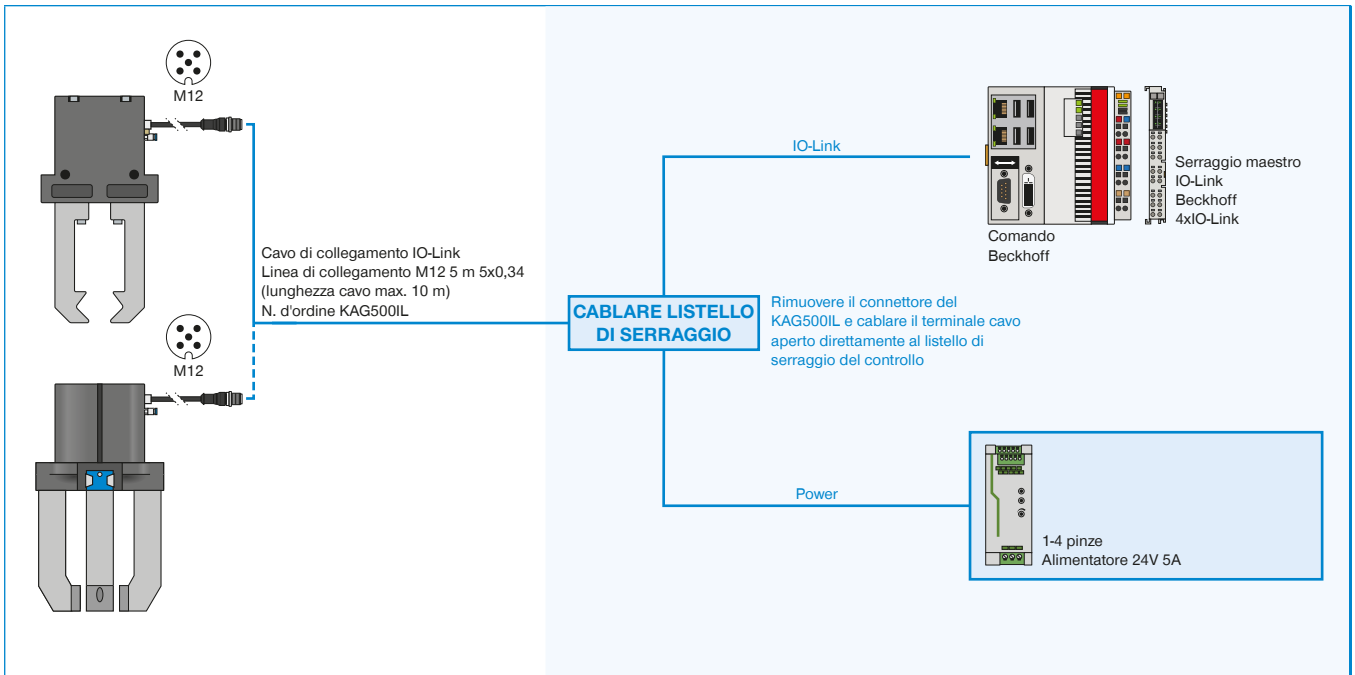 M12
Cavo di collegamento IO-Link
Linea di collegamento M12 5 m 5x0,34
(lunghezza cavo max. 10 m)
N. d'ordine KAG500IL
M12
CABLARE LISTELLO
DI SERRAGGIO
Rimuovere il connettore del
KAG500IL e cablare il terminale cavo
aperto direttamente al listello di
serraggio del controllo
IO-Link
Comando
Beckhoff
Serraggio maestro
IO-Link
Beckhoff
4xIO-Link
Power
1-4 pinze
Alimentatore 24V 5A